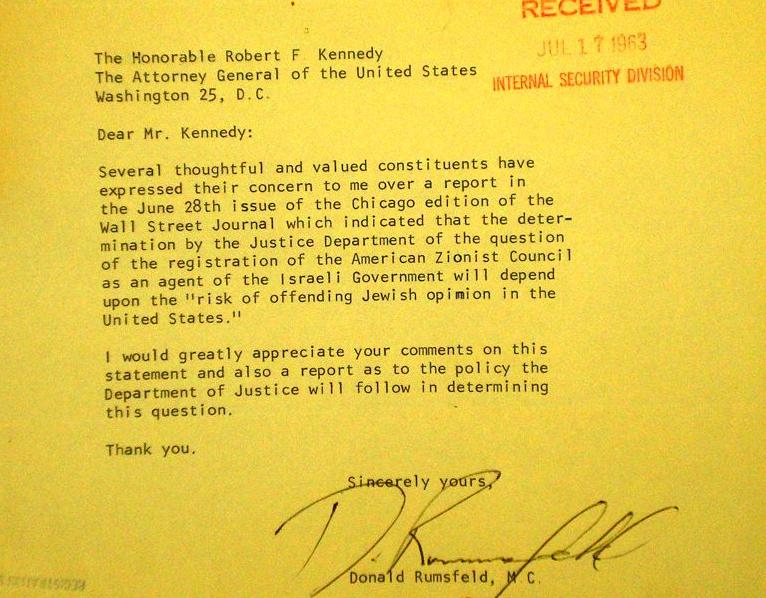 RECEIVED
JUL 17 1963
INTERNAL SECURITY DIVISION
The Honorable Robert F. Kennedy
The Attorney General of the United States
Washington 25, D.C.
Dear Mr. Kennedy:
Several thoughtful and valued constituents have
expressed their concern to me over a report in
the June 28th issue of the Chicago edition of the
Wall Street Journal which indicated that the deter-
mination by the Justice Department of the question
of the registration of the American Zionist Council
as an agent of the Israeli Government will depend
upon the "risk of offending Jewish opimion in the
United States."
I would greatly appreciate your comments on this
statement and also a report as to the policy the
Department of Justice will follow in determining
this question.
Thank you.
Sincerely yours,
D. Rumsfeld
Donald Rumsfeld, M.C.